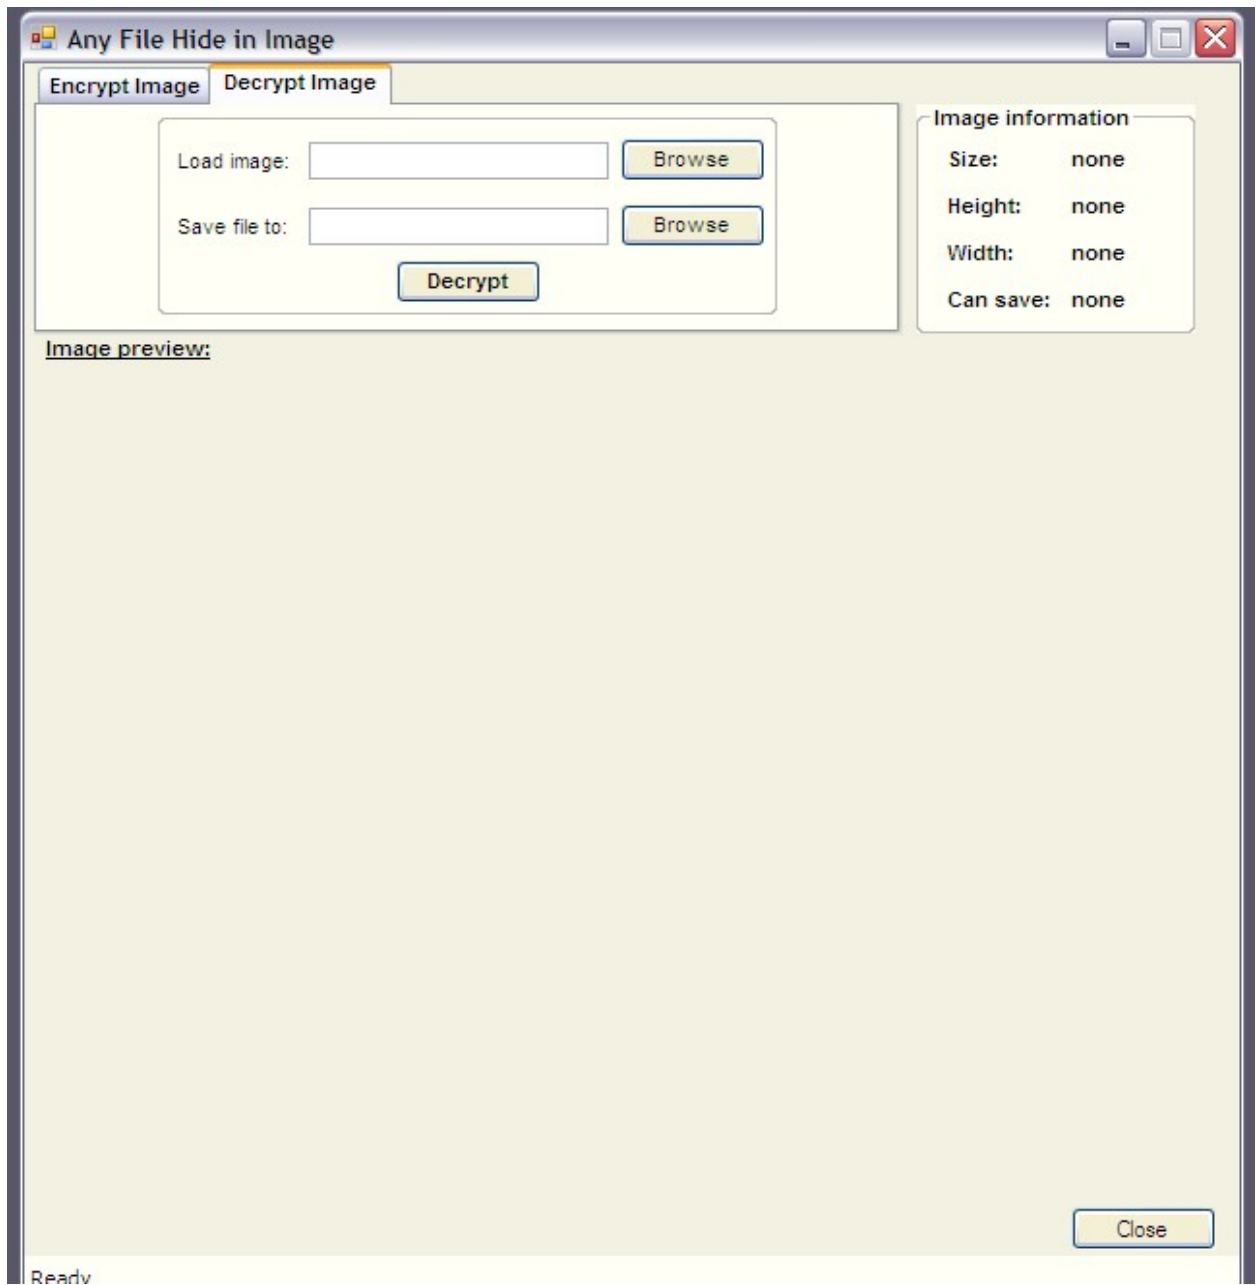 Any File Hide in Image
Encrypt Image Decrypt Image
Load image: Browse
Save file to: Browse
Decrypt
Image information
Size: none
Height: none
Width: none
Can save: none
Image preview:
Close
Ready